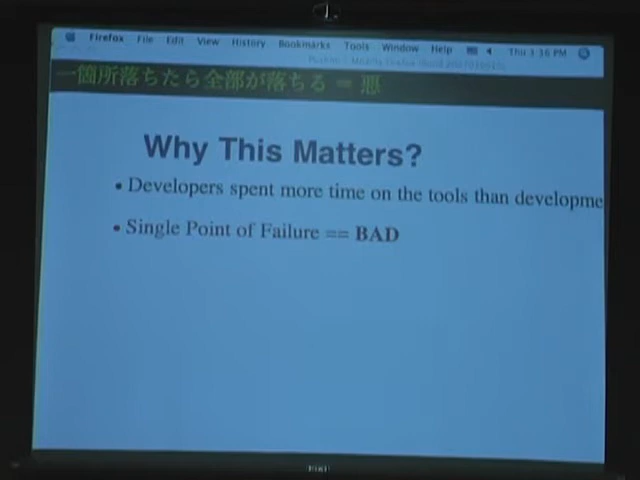 Firefox File Edit View History Bookmarks Tools Window Help Thu 1:36 PM
一箇所落ちたら全部が落ちる = 悪
Why This Matters?
• Developers spent more time on the tools than developme
• Single Point of Failure == BAD